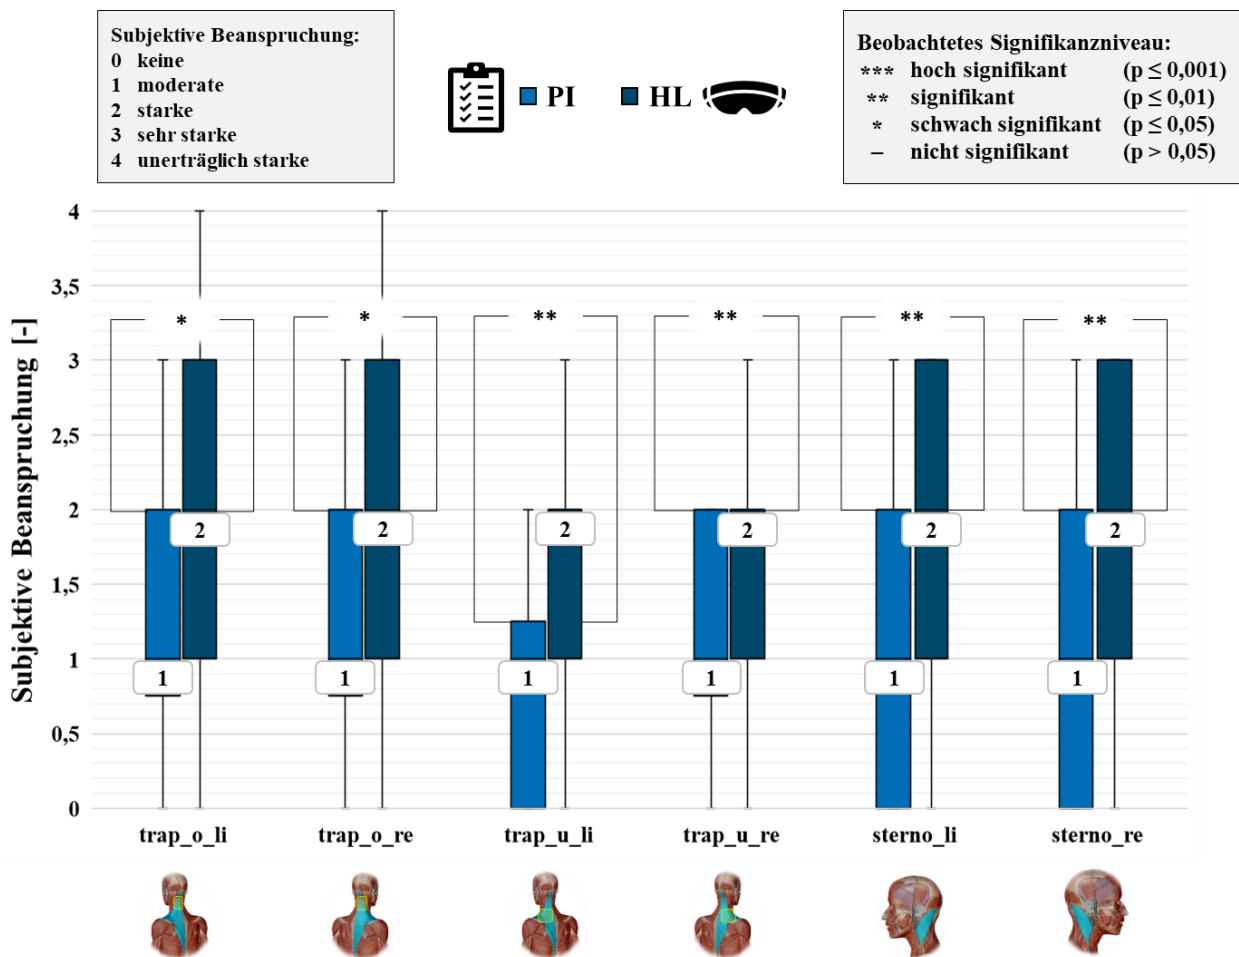 Subjektive Beanspruchung:
0 keine
1 moderate
2 starke
3 sehr starke
4 unerträglich starke
PI
HL
Beobachtetes Signifikanzniveau:
*** hoch signifikant (p ≤ 0,001)
** signifikant (p ≤ 0,01)
* schwach signifikant (p ≤ 0,05)
– nicht signifikant (p > 0,05)
Subjektive Beanspruchung [-]
4
3,5
3
2,5
2
1,5
1
0,5
0
* * ** ** ** **
2 2 2 2 2 2
1 1 1 1 1 1
trap_o_li trap_o_re trap_u_li trap_u_re sterno_li sterno_re